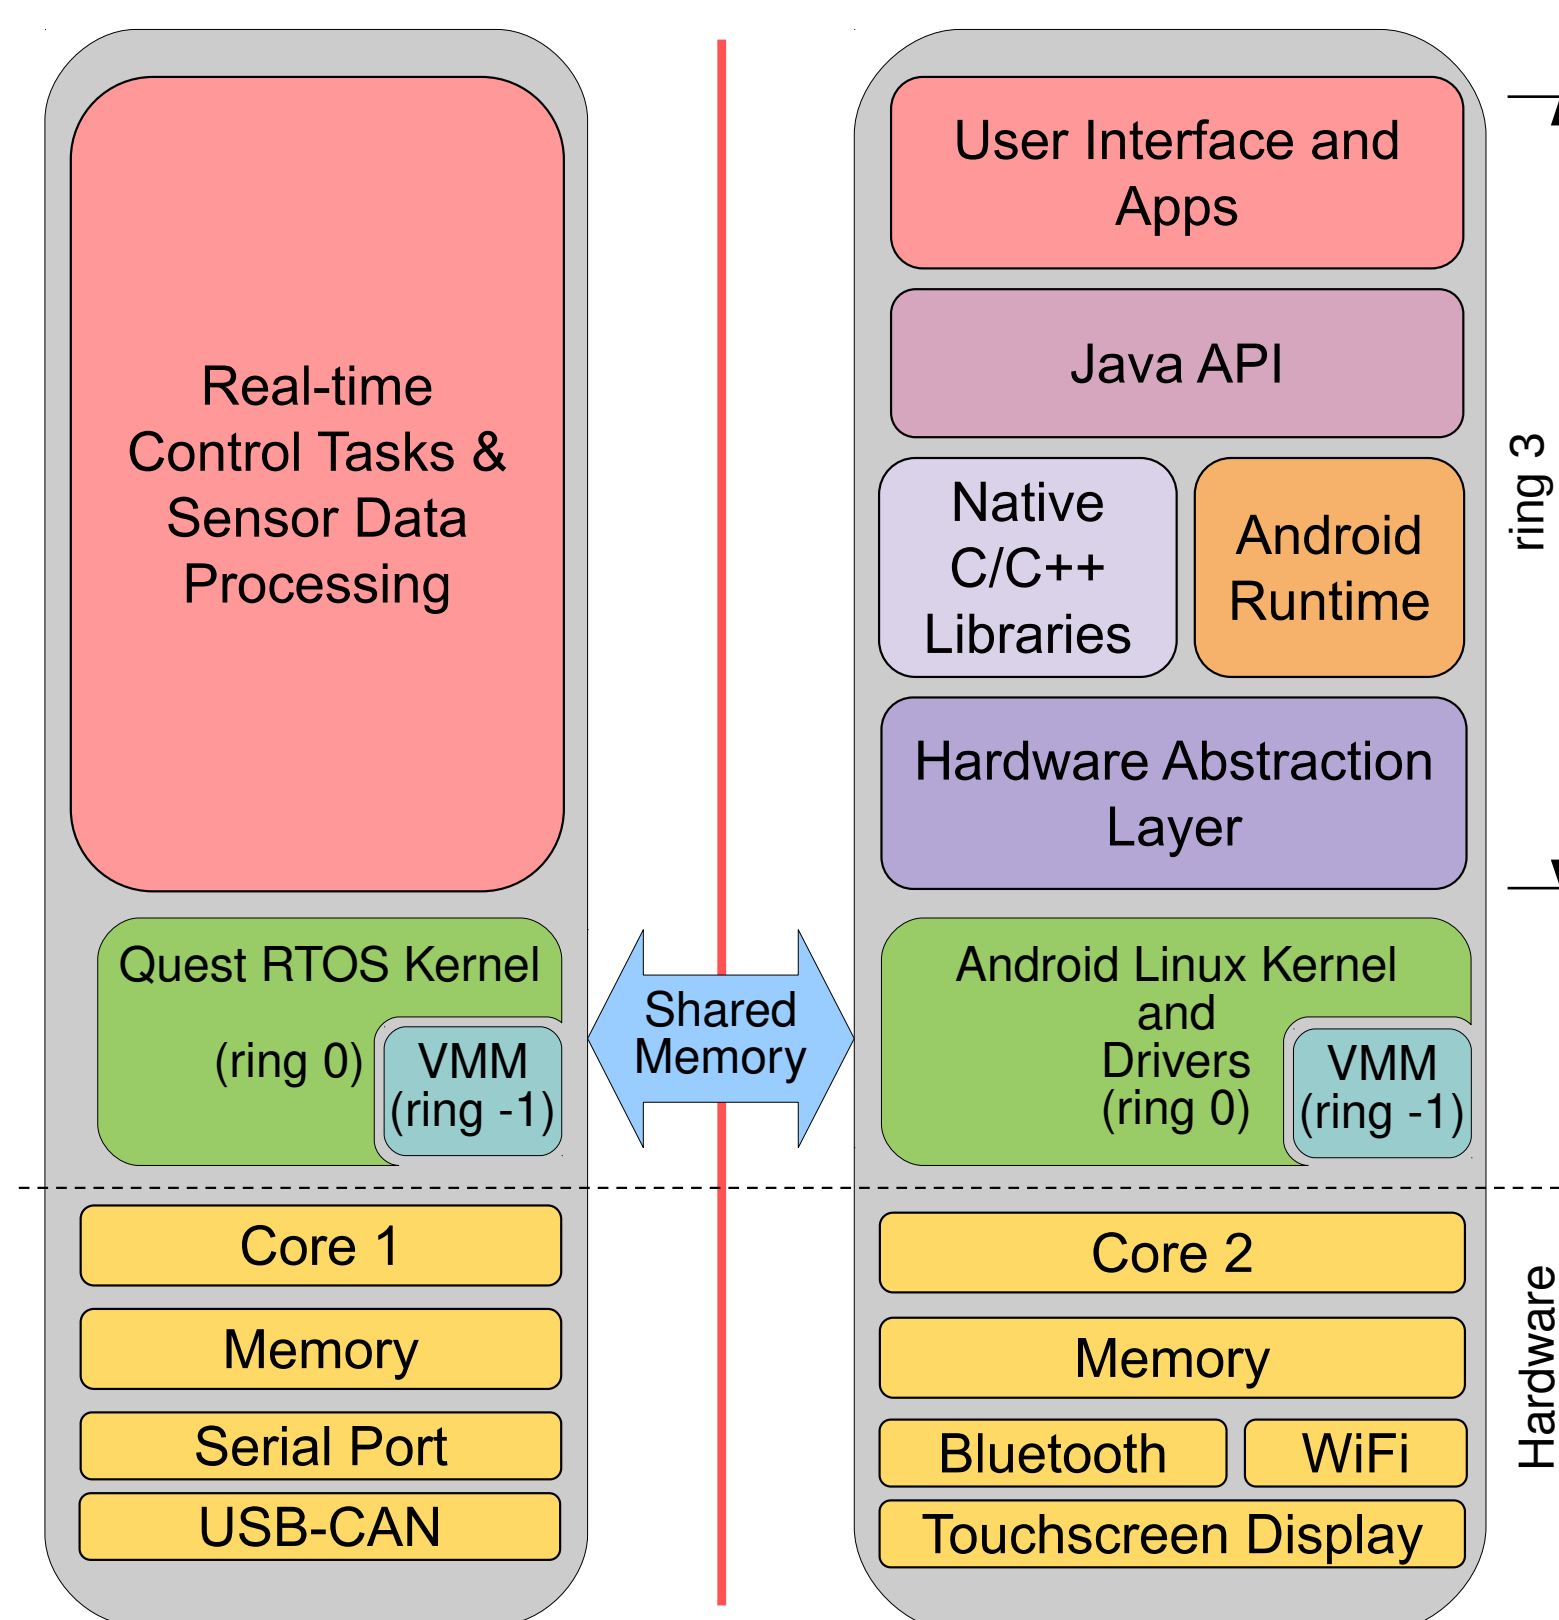 Real-time
Control Tasks &
Sensor Data
Processing
Quest RTOS Kernel
(ring 0)
VMM
(ring -1)
Core 1
Memory
Serial Port
USB-CAN
Shared
Memory
User Interface and
Apps
Java API
Native
C/C++
Libraries
Android
Runtime
Hardware Abstraction
Layer
Android Linux Kernel
and
Drivers
(ring 0)
VMM
(ring -1)
Core 2
Memory
Bluetooth
WiFi
Touchscreen Display
ring 3
Hardware